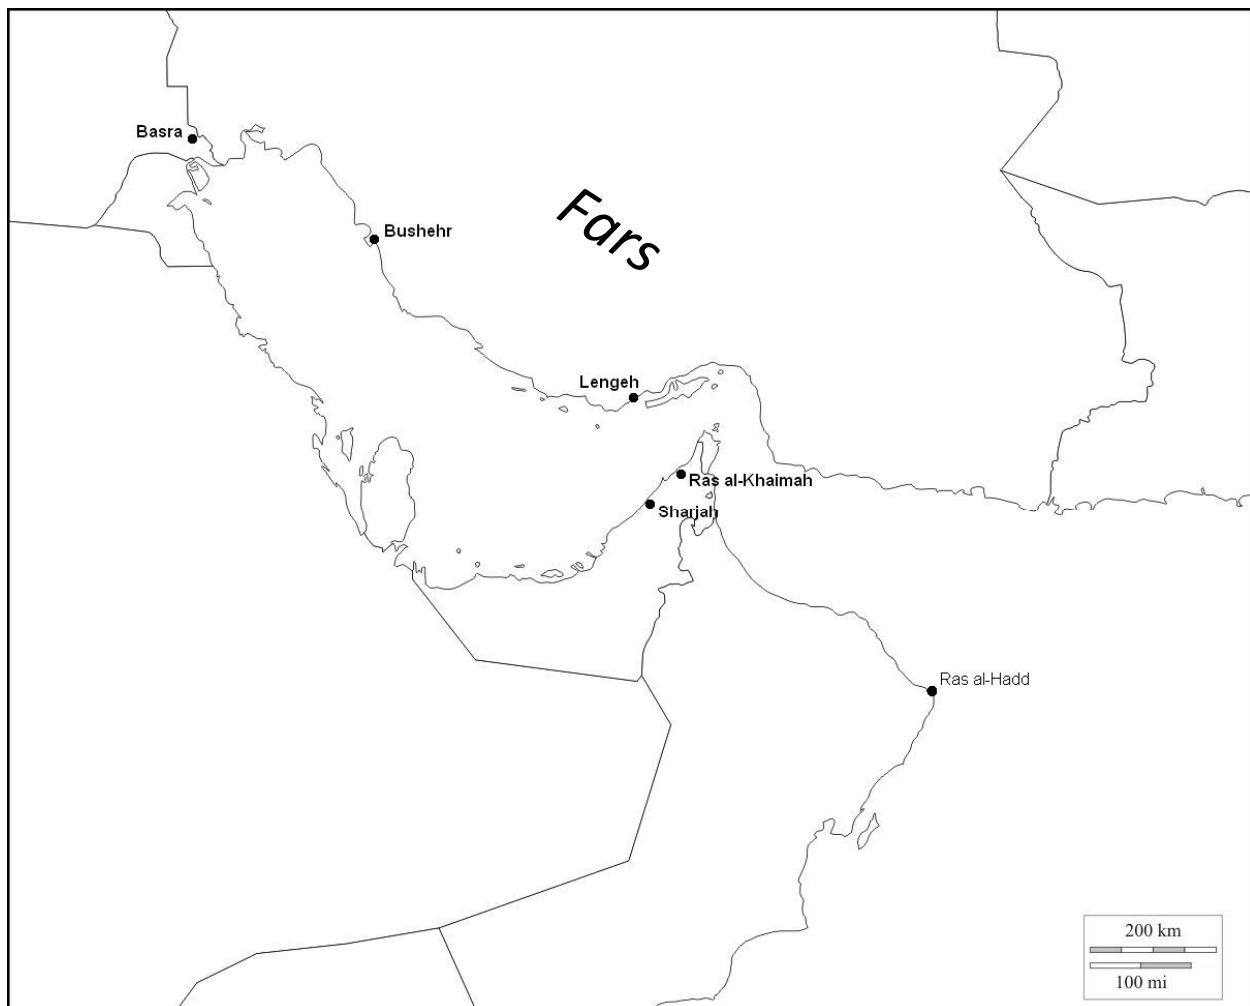 Basra
Fars
Bushehr
Lengeh
Ras al-Khaimah
Sharjah
Ras al-Hadd
200 km
100 mi